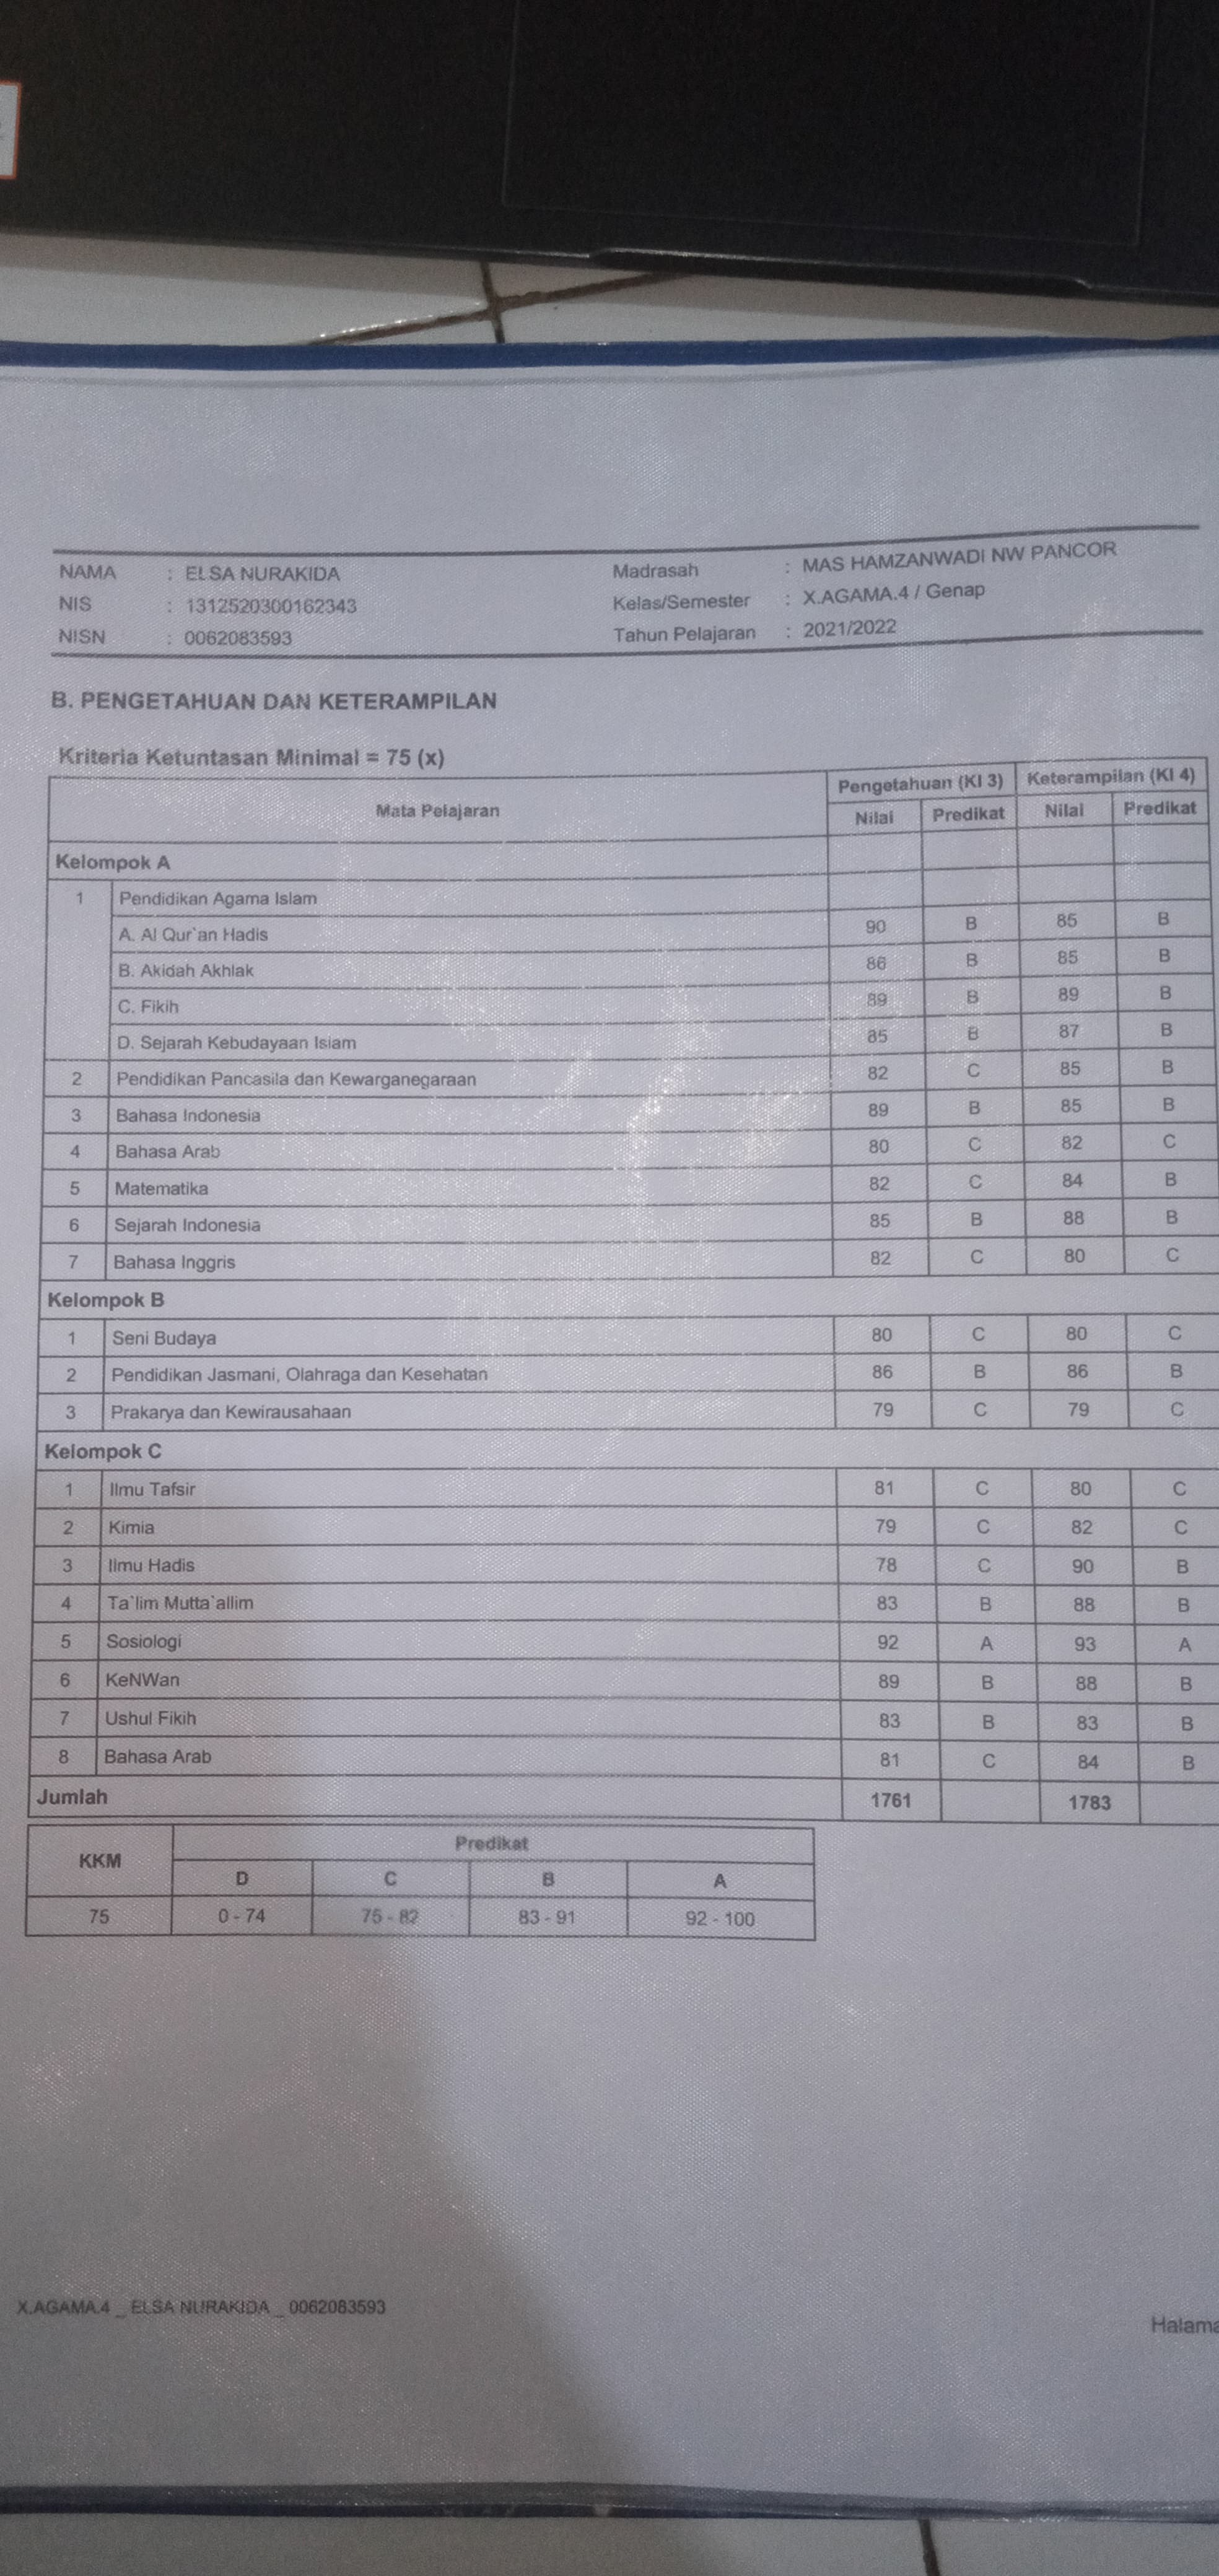 NAMA : ELSA NURAKIDA Madrasah : MAS HAMZANWADI NW PANCOR
NIS : 1312520300162343 Kelas/Semester : X.AGAMA.4 / Genap
NISN : 0062083593 Tahun Pelajaran : 2021/2022
B. PENGETAHUAN DAN KETERAMPILAN
Kriteria Ketuntasan Minimal = 75 (x)
Mata Pelajaran Pengetahuan (KI 3) Keterampilan (KI 4)
Nilai Predikat Nilai Predikat
Kelompok A
1 Pendidikan Agama Islam
A. Al Qur`an Hadis 90 B 85 B
B. Akidah Akhlak 86 B 85 B
C. Fikih 89 B 89 B
D. Sejarah Kebudayaan Islam 85 B 87 B
2 Pendidikan Pancasila dan Kewarganegaraan 82 C 85 B
3 Bahasa Indonesia 89 B 85 B
4 Bahasa Arab 80 C 82 C
5 Matematika 82 C 84 B
6 Sejarah Indonesia 85 B 88 B
7 Bahasa Inggris 82 C 80 C
Kelompok B
1 Seni Budaya 80 C 80 C
2 Pendidikan Jasmani, Olahraga dan Kesehatan 86 B 86 B
3 Prakarya dan Kewirausahaan 79 C 79 C
Kelompok C
1 Ilmu Tafsir 81 C 80 C
2 Kimia 79 C 82 C
3 Ilmu Hadis 78 C 90 B
4 Ta`lim Mutta`allim 83 B 88 B
5 Sosiologi 92 A 93 A
6 KeNWan 89 B 88 B
7 Ushul Fikih 83 B 83 B
8 Bahasa Arab 81 C 84 B
Jumlah 1761 1783
KKM Predikat
D C B A
75 0 - 74 75 - 82 83 - 91 92 - 100
X.AGAMA.4 _ ELSA NURAKIDA _ 0062083593
Halama